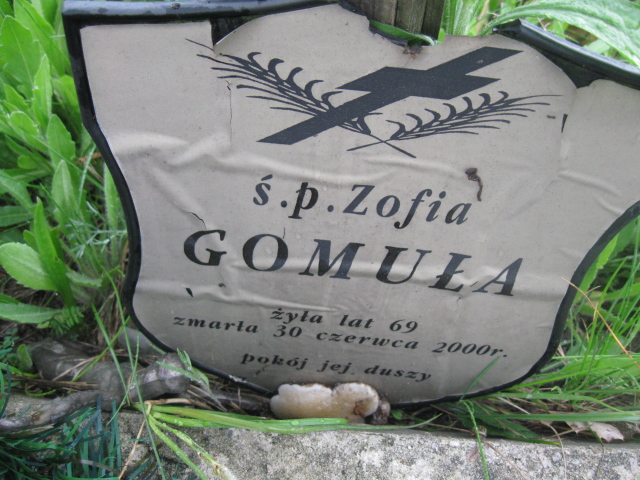 ś.p. Zofia
GOMUŁA
żyła lat 69
zmarła 30 czerwca 2000r.
pokój jej duszy